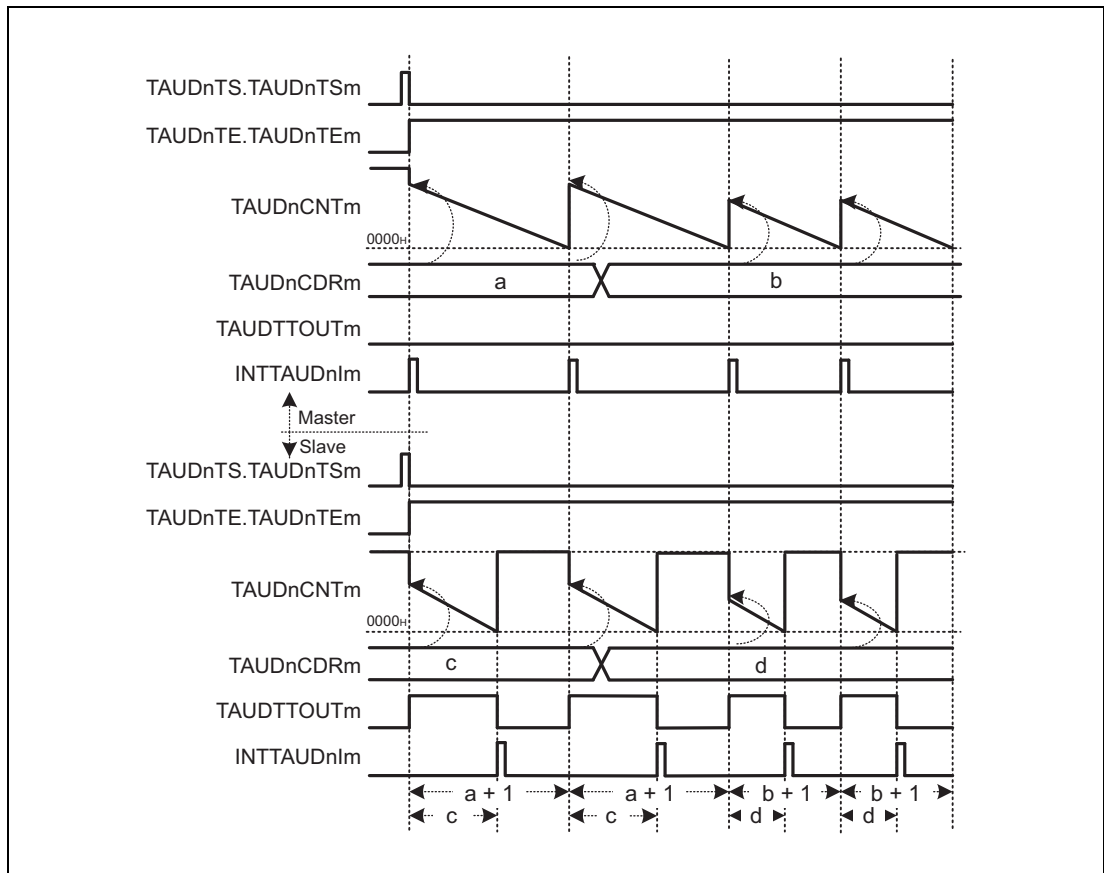 TAUDnTS.TAUDnTSm
TAUDnTE.TAUDnTEm
TAUDnCNTm
0000H
TAUDnCDRm
a
b
TAUDTTOUTm
INTTAUDnIm
Master
Slave
TAUDnTS.TAUDnTSm
TAUDnTE.TAUDnTEm
TAUDnCNTm
0000H
TAUDnCDRm
c
d
TAUDTTOUTm
INTTAUDnIm
a + 1 a + 1 b + 1 b + 1
c c d d